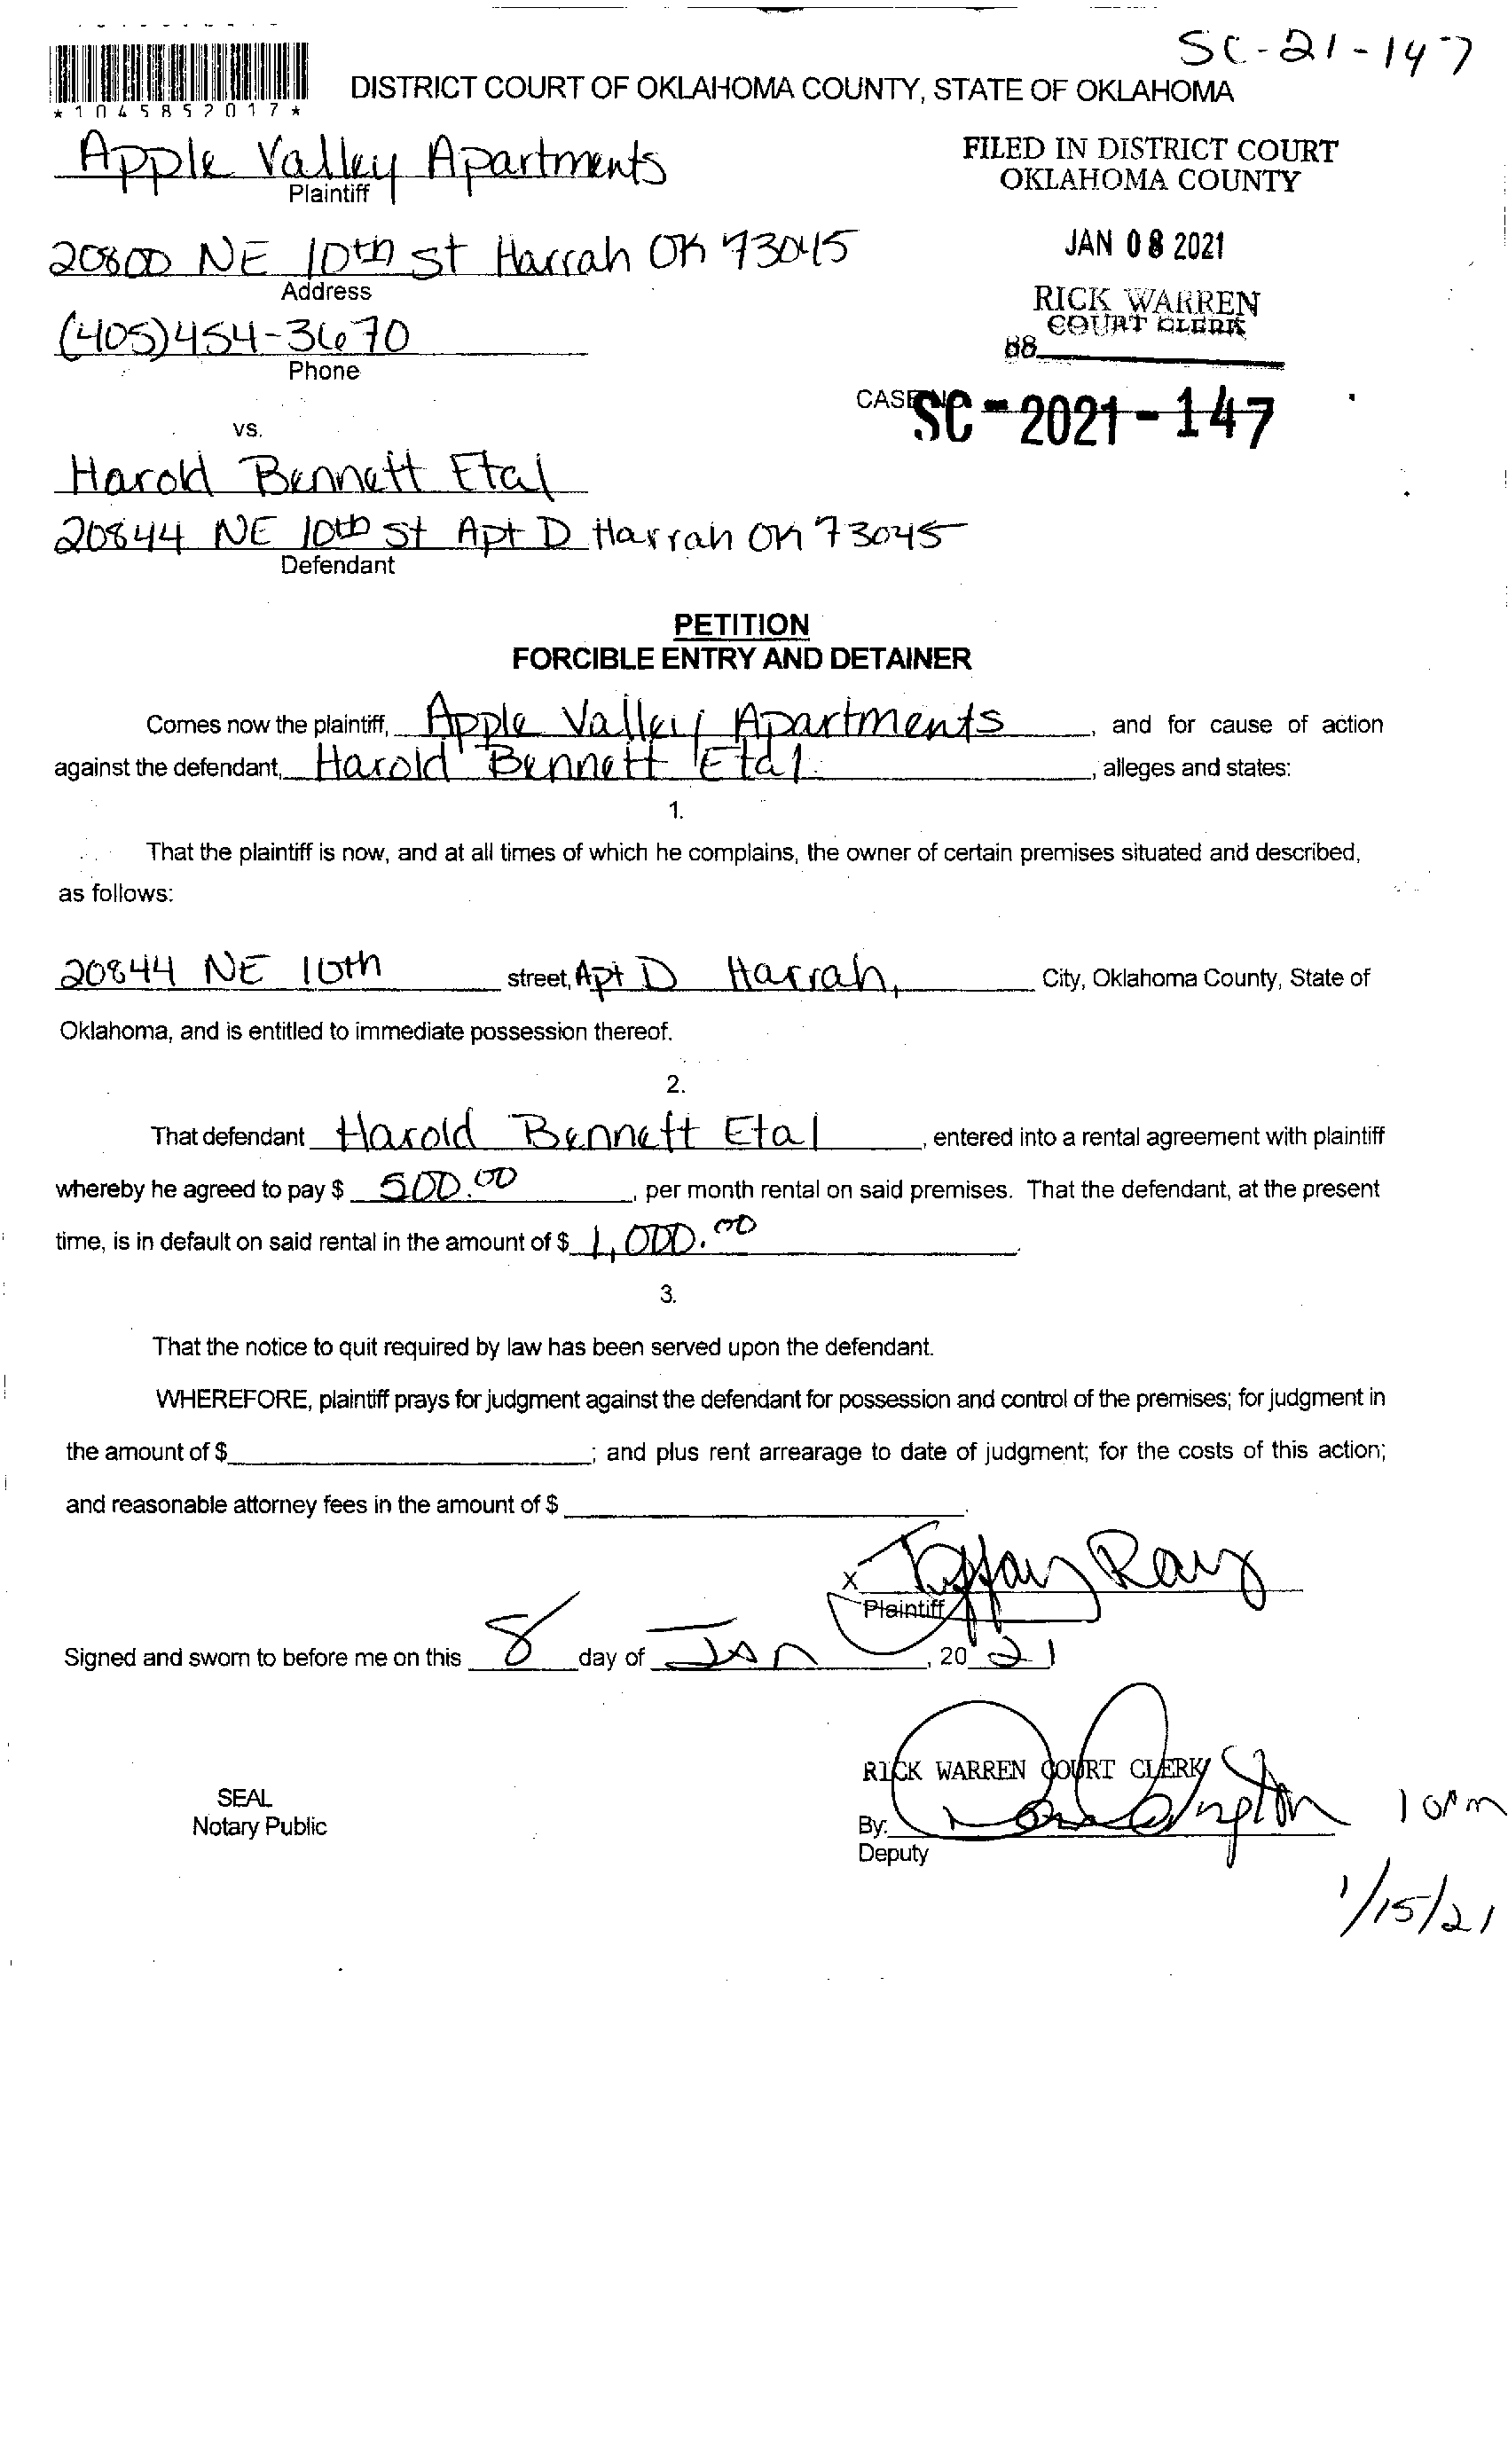 SC-21-147
DISTRICT COURT OF OKLAHOMA COUNTY, STATE OF OKLAHOMA
*1045852017*
Apple Valley Apartments
Plaintiff
FILED IN DISTRICT COURT
OKLAHOMA COUNTY
20800 NE 10th st Harrah OK 73045
Address
JAN 08 2021
(405)454-3670
Phone
RICK WARREN
COURT CLERK
88
CASE NO. SC-2021-147
vs.
Harold Bennett Etal
20844 NE 10th st Apt D Harrah OK 73045
Defendant
PETITION
FORCIBLE ENTRY AND DETAINER
Comes now the plaintiff, Apple Valley Apartments, and for cause of action
against the defendant, Harold Bennett Etal, alleges and states:
1.
That the plaintiff is now, and at all times of which he complains, the owner of certain premises situated and described,
as follows:
20844 NE 10th street, Apt D Harrah, City, Oklahoma County, State of
Oklahoma, and is entitled to immediate possession thereof.
2.
That defendant Harold Bennett Etal, entered into a rental agreement with plaintiff
whereby he agreed to pay $ 500.00, per month rental on said premises. That the defendant, at the present
time, is in default on said rental in the amount of $ 1,000.00.
3.
That the notice to quit required by law has been served upon the defendant.
WHEREFORE, plaintiff prays for judgment against the defendant for possession and control of the premises; for judgment in
the amount of $ ; and plus rent arrearage to date of judgment; for the costs of this action;
and reasonable attorney fees in the amount of $ .
x Tiffany Ray
Plaintiff
Signed and sworn to before me on this 8 day of Jan, 20 21
RICK WARREN COURT CLERK
SEAL
Notary Public
By:
Deputy
1/15/21